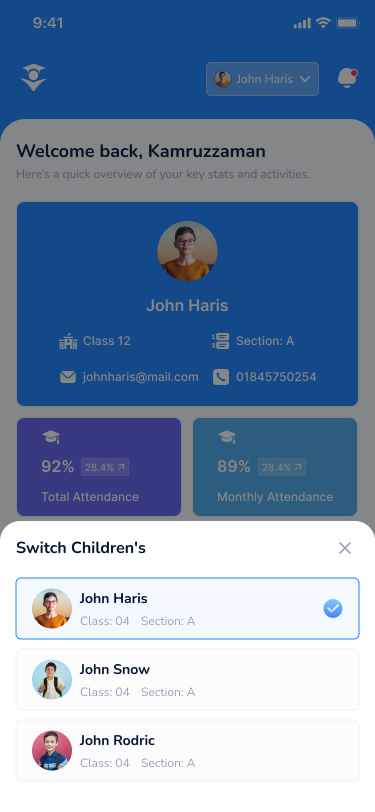 9:41
John Haris
Welcome back, Kamruzzaman
Here's a quick overview of your key stats and activities.
John Haris
Class 12 Section: A
johnharis@mail.com 01845750254
92% 28.4%
Total Attendance
89% 28.4%
Monthly Attendance
Switch Children's
John Haris
Class: 04 Section: A
John Snow
Class: 04 Section: A
John Rodric
Class: 04 Section: A